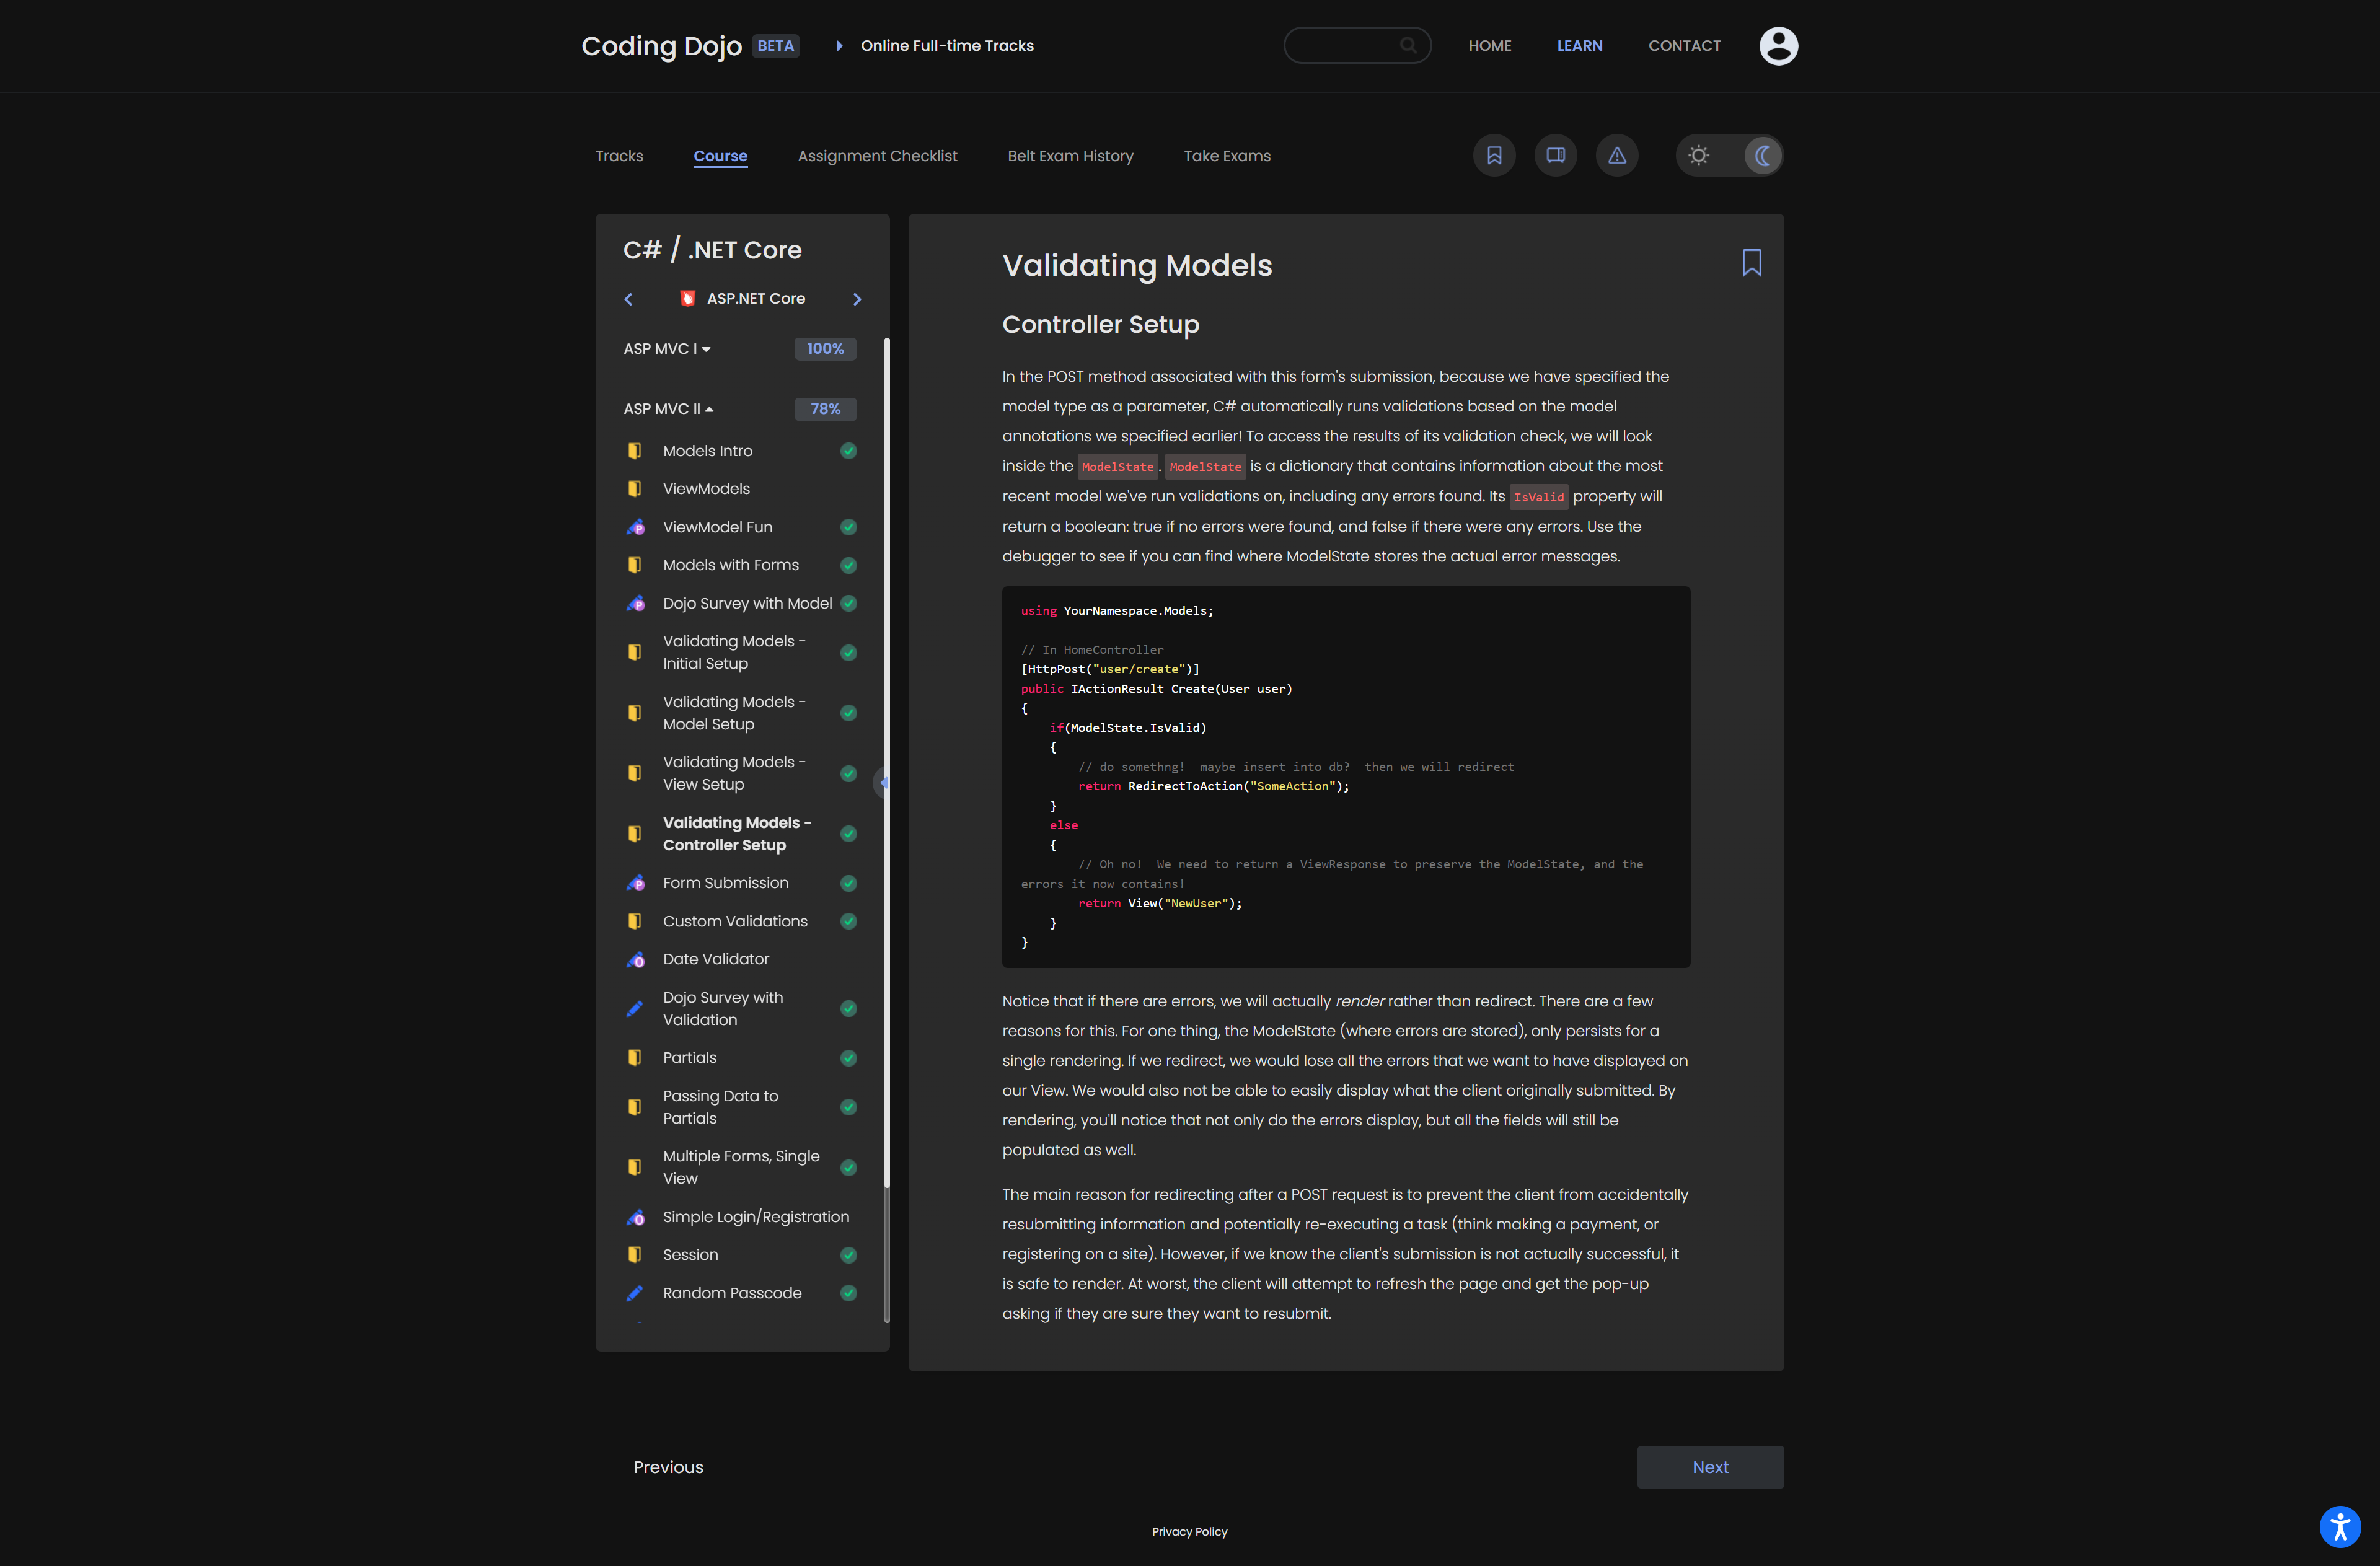 Coding Dojo BETA Online Full-time Tracks HOME LEARN CONTACT
Tracks Course Assignment Checklist Belt Exam History Take Exams
C# / .NET Core
ASP.NET Core
ASP MVC I 100%
ASP MVC II 78%
Models Intro
ViewModels
ViewModel Fun
Models with Forms
Dojo Survey with Model
Validating Models -
Initial Setup
Validating Models -
Model Setup
Validating Models -
View Setup
Validating Models -
Controller Setup
Form Submission
Custom Validations
Date Validator
Dojo Survey with
Validation
Partials
Passing Data to
Partials
Multiple Forms, Single
View
Simple Login/Registration
Session
Random Passcode
Validating Models
Controller Setup
In the POST method associated with this form's submission, because we have specified the
model type as a parameter, C# automatically runs validations based on the model
annotations we specified earlier! To access the results of its validation check, we will look
inside the ModelState. ModelState is a dictionary that contains information about the most
recent model we've run validations on, including any errors found. Its IsValid property will
return a boolean: true if no errors were found, and false if there were any errors. Use the
debugger to see if you can find where ModelState stores the actual error messages.
using YourNamespace.Models;
// In HomeController
[HttpPost("user/create")]
public IActionResult Create(User user)
{
if(ModelState.IsValid)
{
// do somethng!  maybe insert into db?  then we will redirect
return RedirectToAction("SomeAction");
}
else
{
// Oh no!  We need to return a ViewResponse to preserve the ModelState, and the
errors it now contains!
return View("NewUser");
}
}
Notice that if there are errors, we will actually render rather than redirect. There are a few
reasons for this. For one thing, the ModelState (where errors are stored), only persists for a
single rendering. If we redirect, we would lose all the errors that we want to have displayed on
our View. We would also not be able to easily display what the client originally submitted. By
rendering, you'll notice that not only do the errors display, but all the fields will still be
populated as well.
The main reason for redirecting after a POST request is to prevent the client from accidentally
resubmitting information and potentially re-executing a task (think making a payment, or
registering on a site). However, if we know the client's submission is not actually successful, it
is safe to render. At worst, the client will attempt to refresh the page and get the pop-up
asking if they are sure they want to resubmit.
Previous Next
Privacy Policy